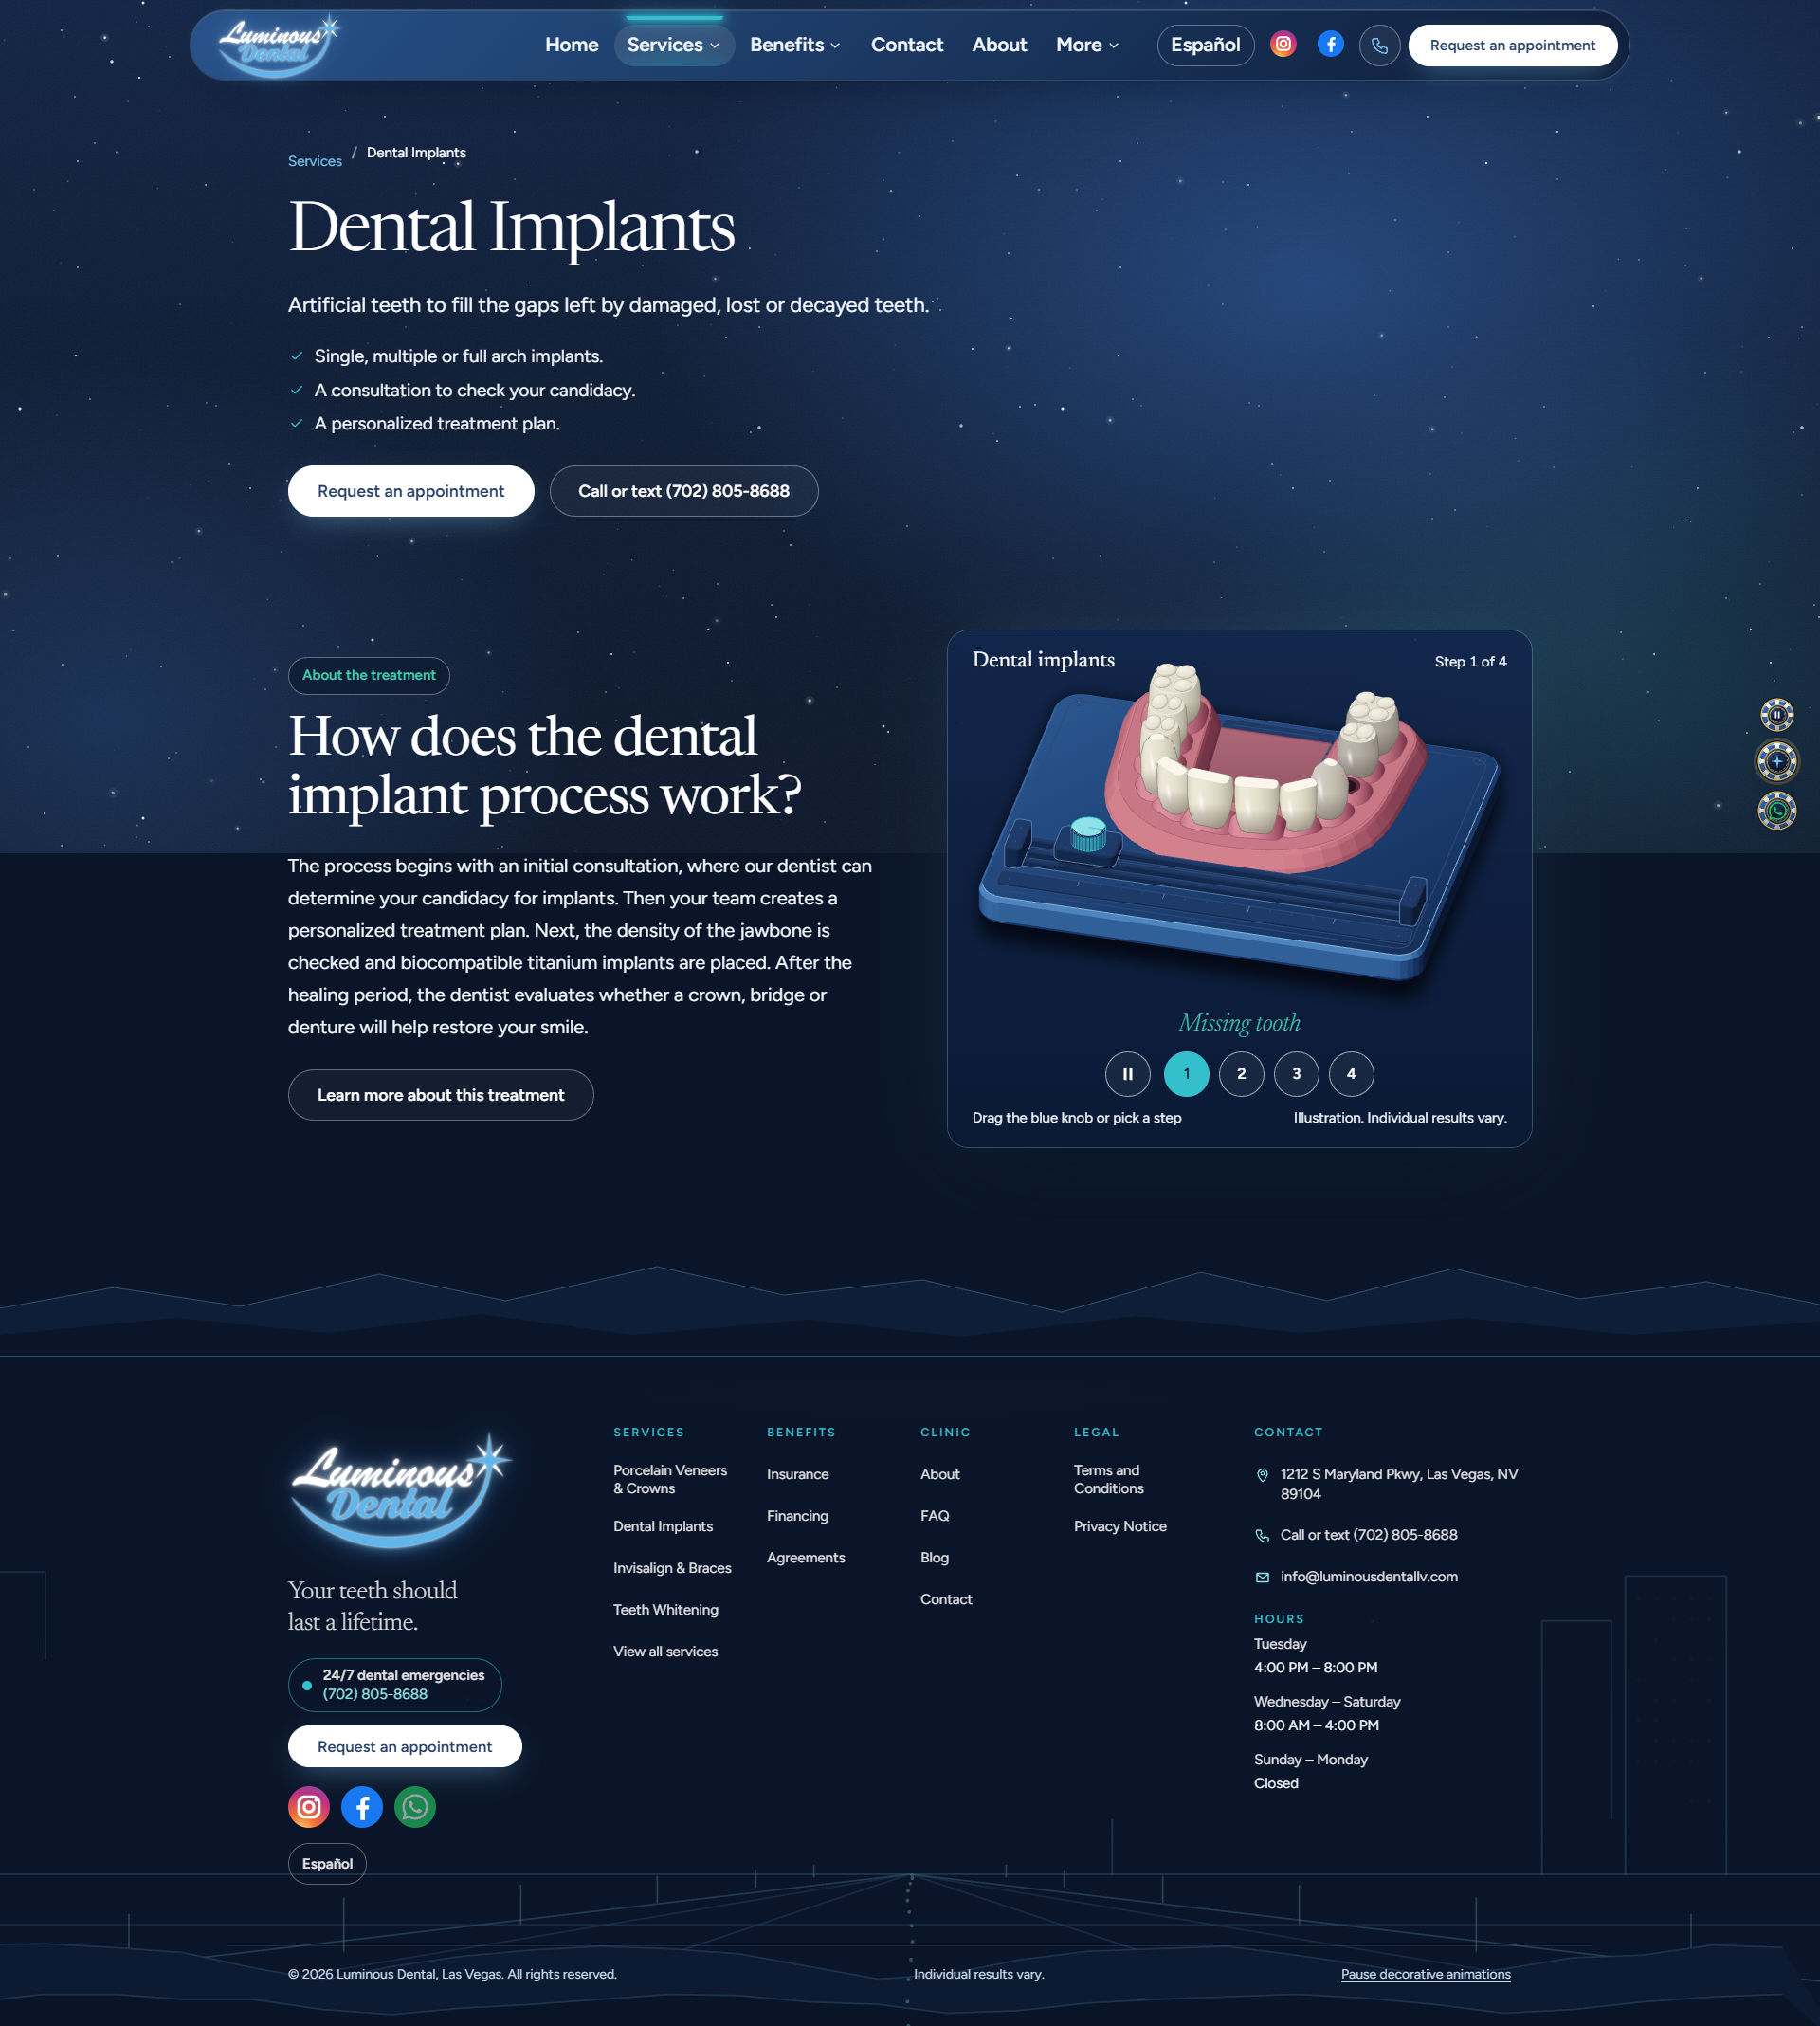 Luminous
Dental
Home
Services
Benefits
Contact
About
More
Español
Request an appointment
Services / Dental Implants
Dental Implants
Artificial teeth to fill the gaps left by damaged, lost or decayed teeth.
Single, multiple or full arch implants.
A consultation to check your candidacy.
A personalized treatment plan.
Request an appointment
Call or text (702) 805-8688
About the treatment
How does the dental
implant process work?
The process begins with an initial consultation, where our dentist can
determine your candidacy for implants. Then your team creates a
personalized treatment plan. Next, the density of the jawbone is
checked and biocompatible titanium implants are placed. After the
healing period, the dentist evaluates whether a crown, bridge or
denture will help restore your smile.
Learn more about this treatment
Dental implants
Step 1 of 4
Missing tooth
1
2
3
4
Drag the blue knob or pick a step
Illustration. Individual results vary.
Luminous
Dental
Your teeth should
last a lifetime.
24/7 dental emergencies
(702) 805-8688
Request an appointment
Español
SERVICES
Porcelain Veneers
& Crowns
Dental Implants
Invisalign & Braces
Teeth Whitening
View all services
BENEFITS
Insurance
Financing
Agreements
CLINIC
About
FAQ
Blog
Contact
LEGAL
Terms and
Conditions
Privacy Notice
CONTACT
1212 S Maryland Pkwy, Las Vegas, NV
89104
Call or text (702) 805-8688
info@luminousdentallv.com
HOURS
Tuesday
4:00 PM – 8:00 PM
Wednesday – Saturday
8:00 AM – 4:00 PM
Sunday – Monday
Closed
© 2026 Luminous Dental, Las Vegas. All rights reserved.
Individual results vary.
Pause decorative animations